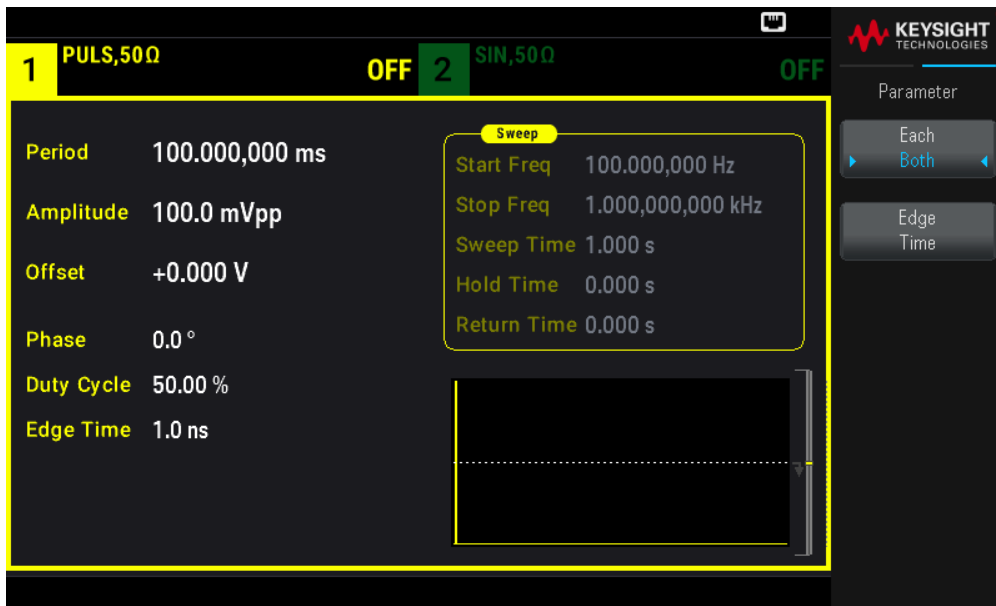 KEYSIGHT
TECHNOLOGIES
1 PULS,50Ω OFF 2 SIN,50Ω OFF
Parameter
Each
Both
Edge
Time
Period 100.000,000 ms
Amplitude 100.0 mVpp
Offset +0.000 V
Phase 0.0 °
Duty Cycle 50.00 %
Edge Time 1.0 ns
Sweep
Start Freq 100.000,000 Hz
Stop Freq 1.000,000,000 kHz
Sweep Time 1.000 s
Hold Time 0.000 s
Return Time 0.000 s